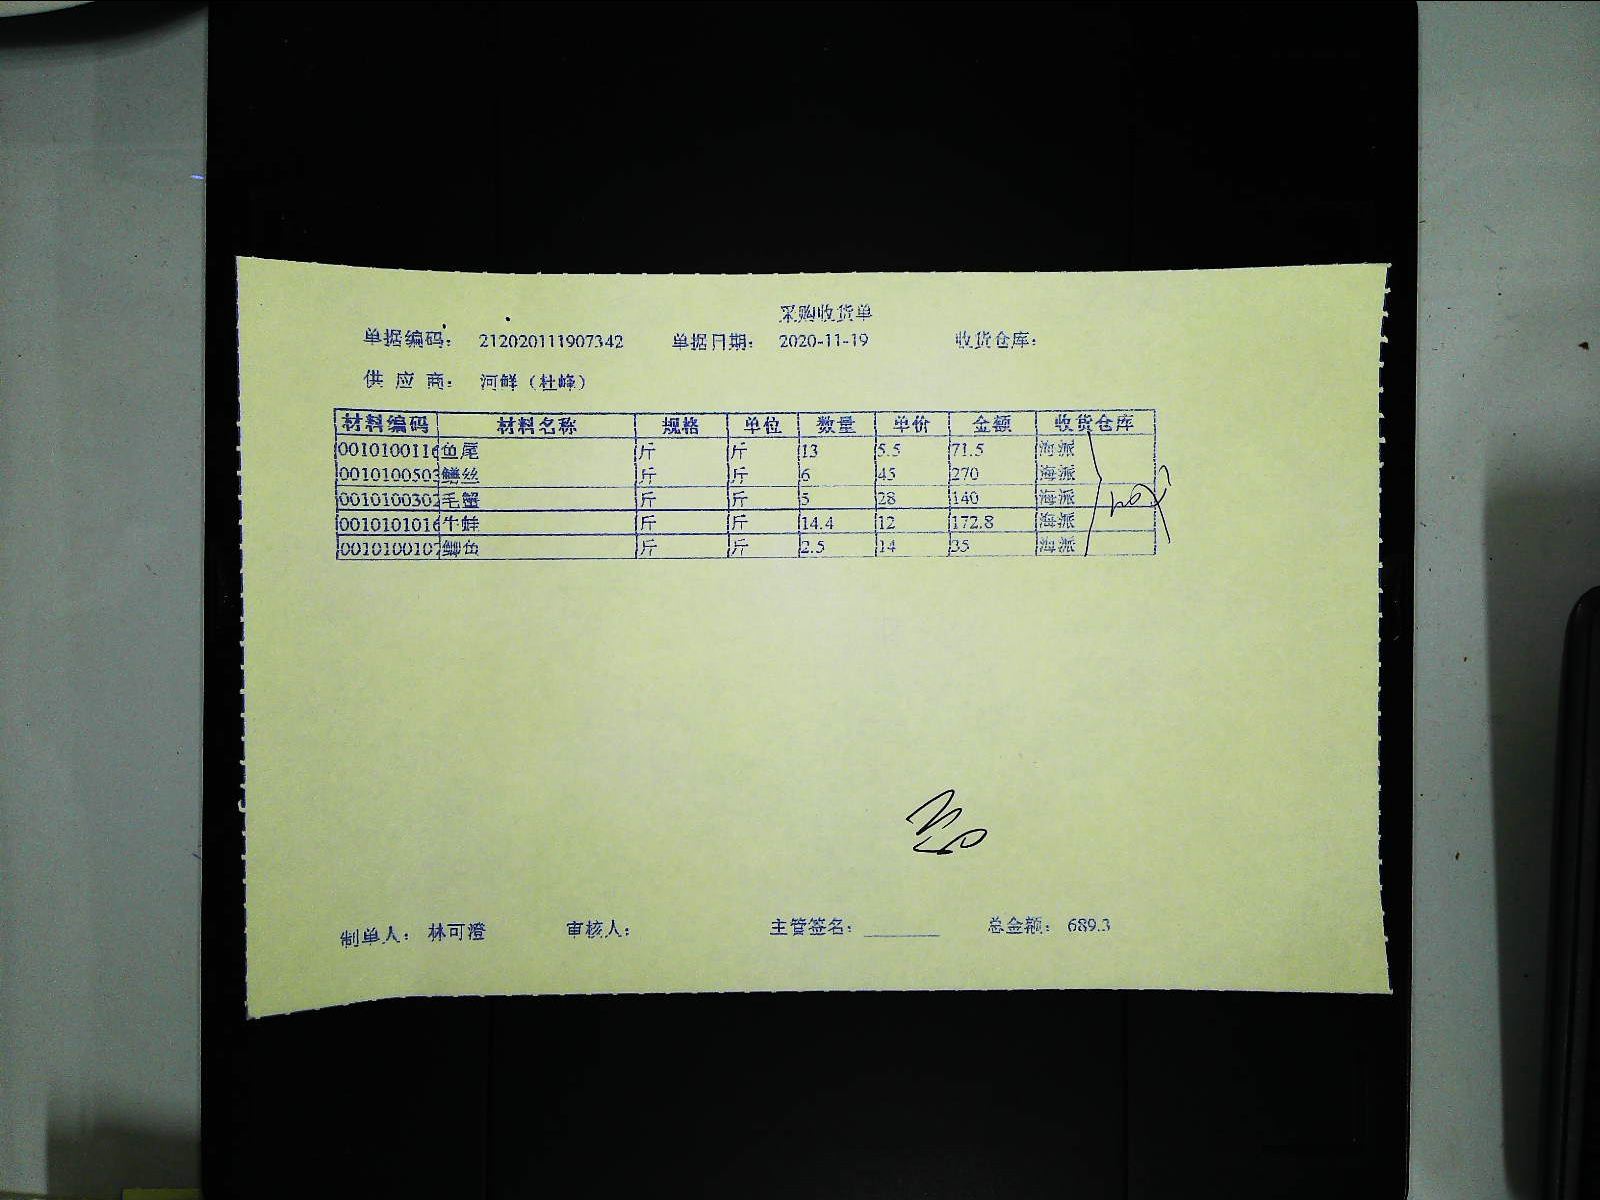 采购收货单
单据编码： 212020111907342 单据日期： 2020-11-19 收货仓库：
供 应 商： 河鲜（杜峰）
材料编码 材料名称 规格 单位 数量 单价 金额 收货仓库
0010100116 鱼尾 斤 斤 13 5.5 71.5 海派
0010100503 鳝丝 斤 斤 6 45 270 海派
0010100302 毛蟹 斤 斤 5 28 140 海派
0010101016 牛蛙 斤 斤 14.4 12 172.8 海派
0010100107 鲫鱼 斤 斤 2.5 14 35 海派
制单人： 林可澄 审核人： 主管签名： 总金额： 689.3